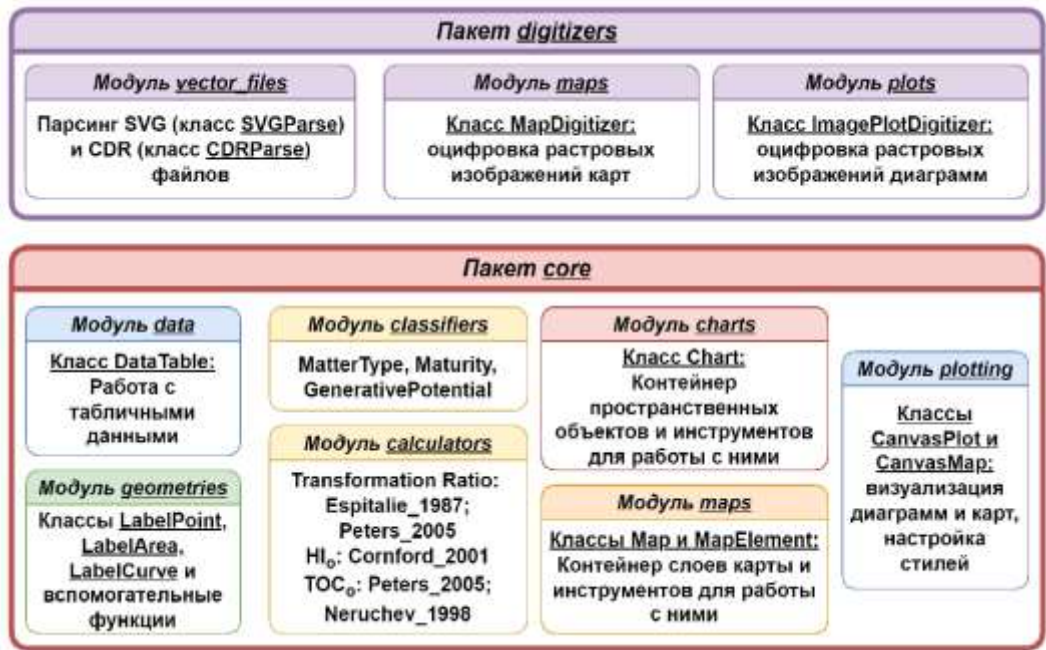 Пакет digitizers
Модуль vector_files
Парсинг SVG (класс SVGParse)
и CDR (класс CDRParse)
файлов
Модуль maps
Класс MapDigitizer:
оцифровка растровых
изображений карт
Модуль plots
Класс ImagePlotDigitizer:
оцифровка растровых
изображений диаграмм
Пакет core
Модуль data
Класс DataTable:
Работа с
табличными
данными
Модуль geometries
Классы LabelPoint,
LabelArea,
LabelCurve и
вспомогательные
функции
Модуль classifiers
MatterType, Maturity,
GenerativePotential
Модуль calculators
Transformation Ratio:
Espitalie_1987;
Peters_2005
HIo: Cornford_2001
TOCo: Peters_2005;
Neruchev_1998
Модуль charts
Класс Chart:
Контейнер
пространственных
объектов и инструментов
для работы с ними
Модуль maps
Классы Map и MapElement:
Контейнер слоев карты и
инструментов для работы
с ними
Модуль plotting
Классы
CanvasPlot и
CanvasMap:
визуализация
диаграмм и карт,
настройка
стилей